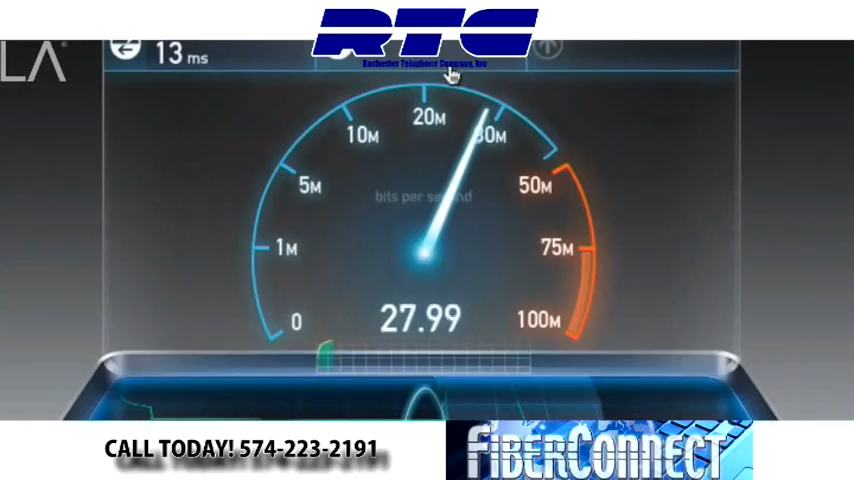 RTC
Rochester Telephone Company, Inc
LA®
13 ms
20M
10M
30M
5M
bits per second
50M
1M
75M
0
27.99
100M
CALL TODAY! 574-223-2191
FIBERCONNECT